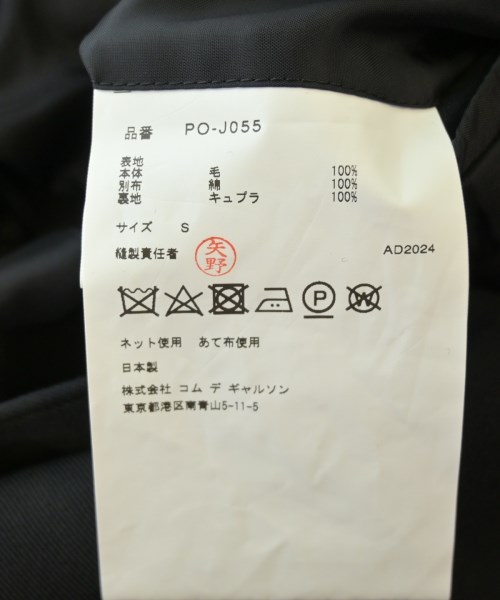 品番 PO-J055
表地
本体 毛 100%
別布 綿 100%
裏地 キュプラ 100%
サイズ S
縫製責任者 矢野 AD2024
P W
ネット使用 あて布使用
日本製
株式会社 コム デ ギャルソン
東京都港区南青山5-11-5